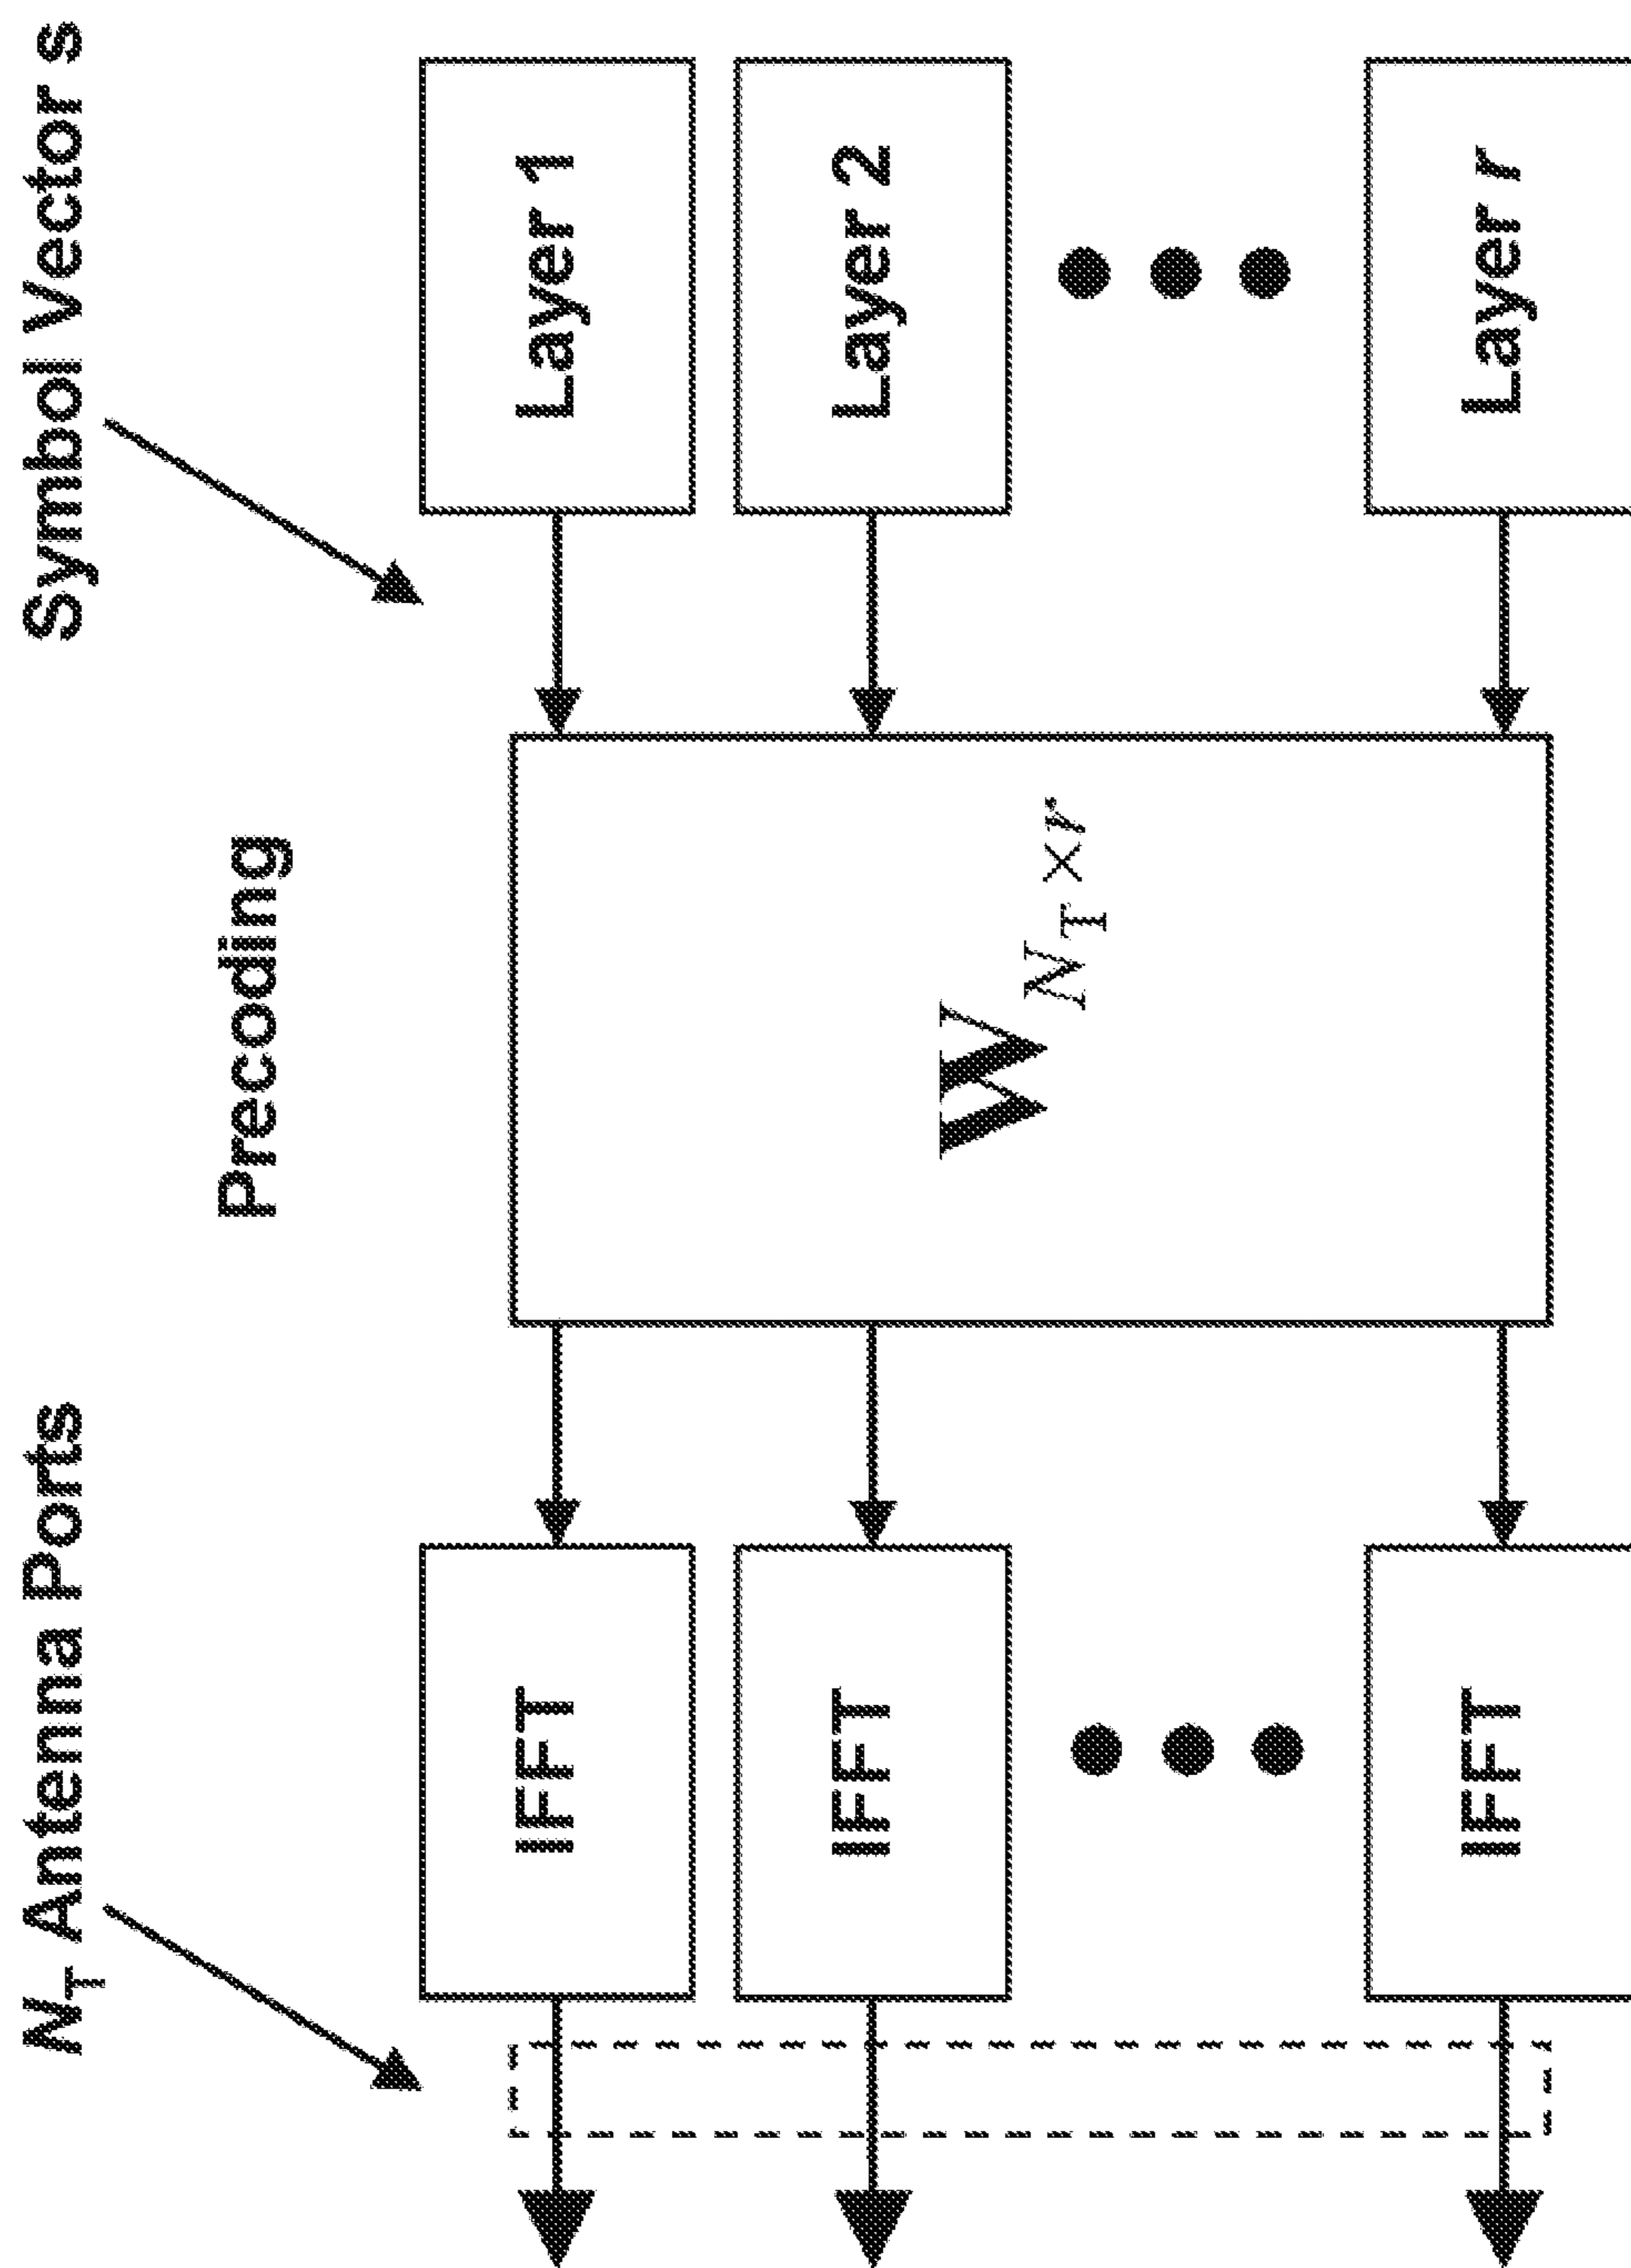 N_T Antenna Ports
Symbol Vector s
Precoding
IFFT
Layer 1
IFFT
Layer 2
W_{N_T×r}
IFFT
Layer r